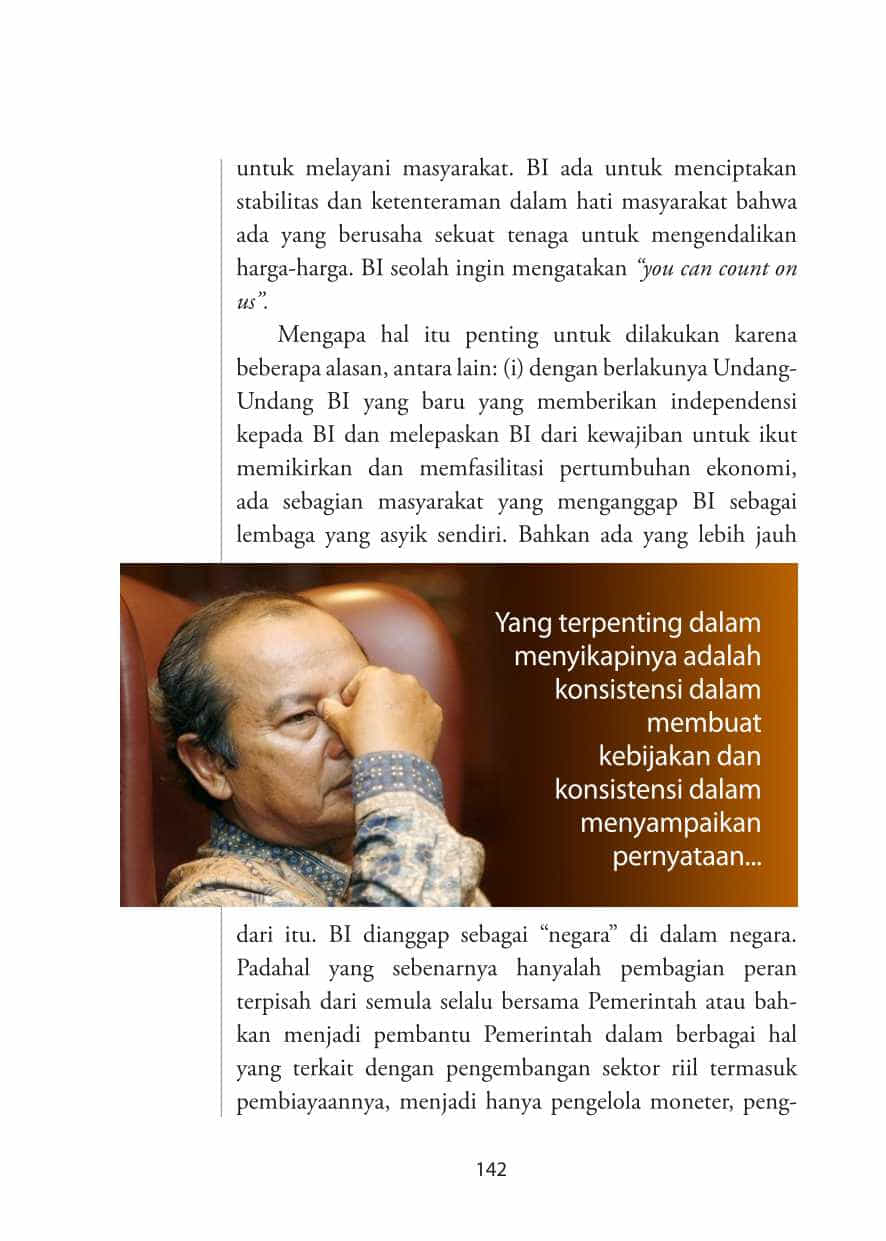 untuk melayani masyarakat. BI ada untuk menciptakan
stabilitas dan ketenteraman dalam hati masyarakat bahwa
ada yang berusaha sekuat tenaga untuk mengendalikan
harga-harga. BI seolah ingin mengatakan “you can count on
us”.
Mengapa hal itu penting untuk dilakukan karena
beberapa alasan, antara lain: (i) dengan berlakunya Undang-
Undang BI yang baru yang memberikan independensi
kepada BI dan melepaskan BI dari kewajiban untuk ikut
memikirkan dan memfasilitasi pertumbuhan ekonomi,
ada sebagian masyarakat yang menganggap BI sebagai
lembaga yang asyik sendiri. Bahkan ada yang lebih jauh
Yang terpenting dalam
menyikapinya adalah
konsistensi dalam
membuat
kebijakan dan
konsistensi dalam
menyampaikan
pernyataan...
dari itu. BI dianggap sebagai “negara” di dalam negara.
Padahal yang sebenarnya hanyalah pembagian peran
terpisah dari semula selalu bersama Pemerintah atau bah-
kan menjadi pembantu Pemerintah dalam berbagai hal
yang terkait dengan pengembangan sektor riil termasuk
pembiayaannya, menjadi hanya pengelola moneter, peng-
142